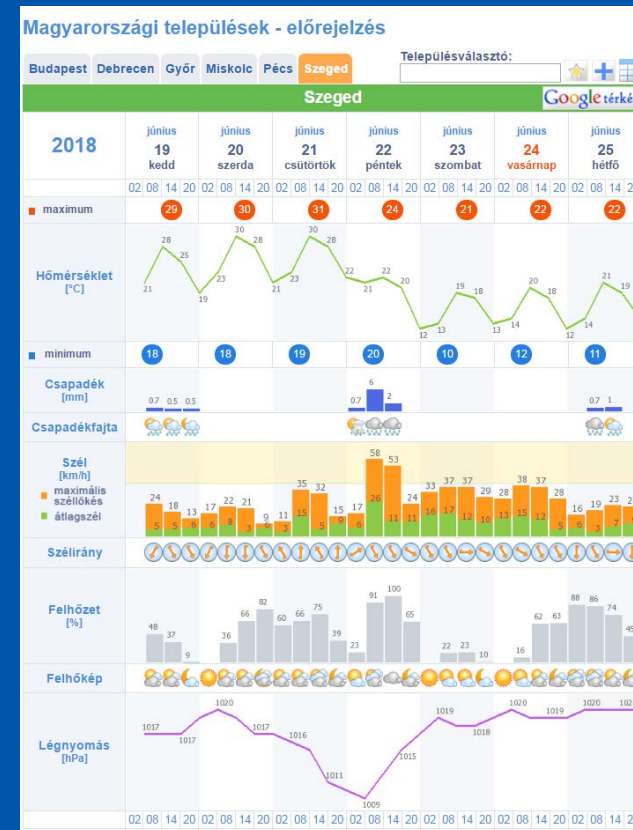 Magyarországi települések - előrejelzés
Településválasztó:
Budapest Debrecen Győr Miskolc Pécs Szeged
Szeged Google térké
2018
június június június június június június június
19 20 21 22 23 24 25
kedd szerda csütörtök péntek szombat vasárnap hétfő
02 08 14 20 02 08 14 20 02 08 14 20 02 08 14 20 02 08 14 20 02 08 14 20 02 08 14 2
maximum 29 30 31 24 21 22 22
Hőmérséklet
[°C]
21 28 25 19 23 30 28 21 23 30 28 22 21 22 20 12 13 19 18 13 14 20 18 12 14 21 19
minimum 18 18 19 20 10 12 11
Csapadék
[mm]
0.7 0.5 0.5 0.7 6 2 0.7 1
Csapadékfajta
Szél
[km/h]
maximális
széllökés
átlagszél
24 18 13 17 22 21 9 11 35 32 15 17 58 53 24 33 37 37 29 28 38 37 28 16 19 23 2
5 5 6 6 8 3 6 3 15 5 9 6 26 11 11 16 17 12 10 13 15 12 5 6 3 7
Szélirány
Felhőzet
[%]
48 37 9 36 66 82 60 66 75 39 23 91 100 65 22 23 10 16 62 63 88 86 74 45
Felhőkép
Légnyomás
[hPa]
1017 1017 1020 1017 1016 1011 1009 1015 1019 1018 1020 1019 1020 102
02 08 14 20 02 08 14 20 02 08 14 20 02 08 14 20 02 08 14 20 02 08 14 20 02 08 14 2